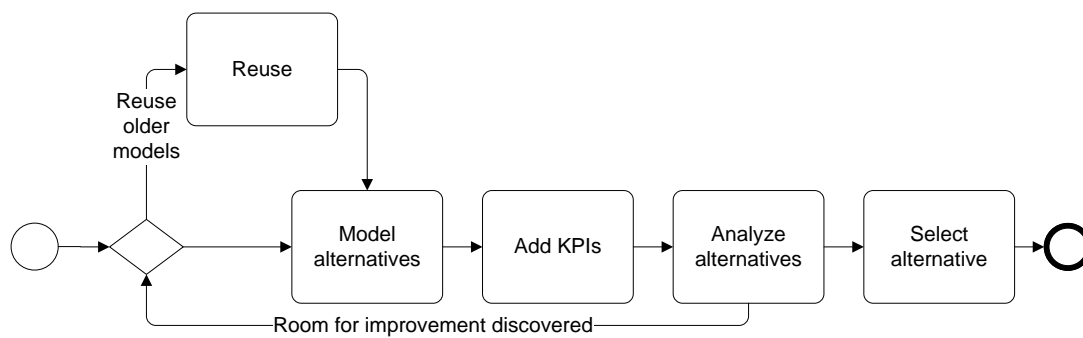 Reuse
Reuse
older
models
Model
alternatives
Add KPIs
Analyze
alternatives
Select
alternative
Room for improvement discovered